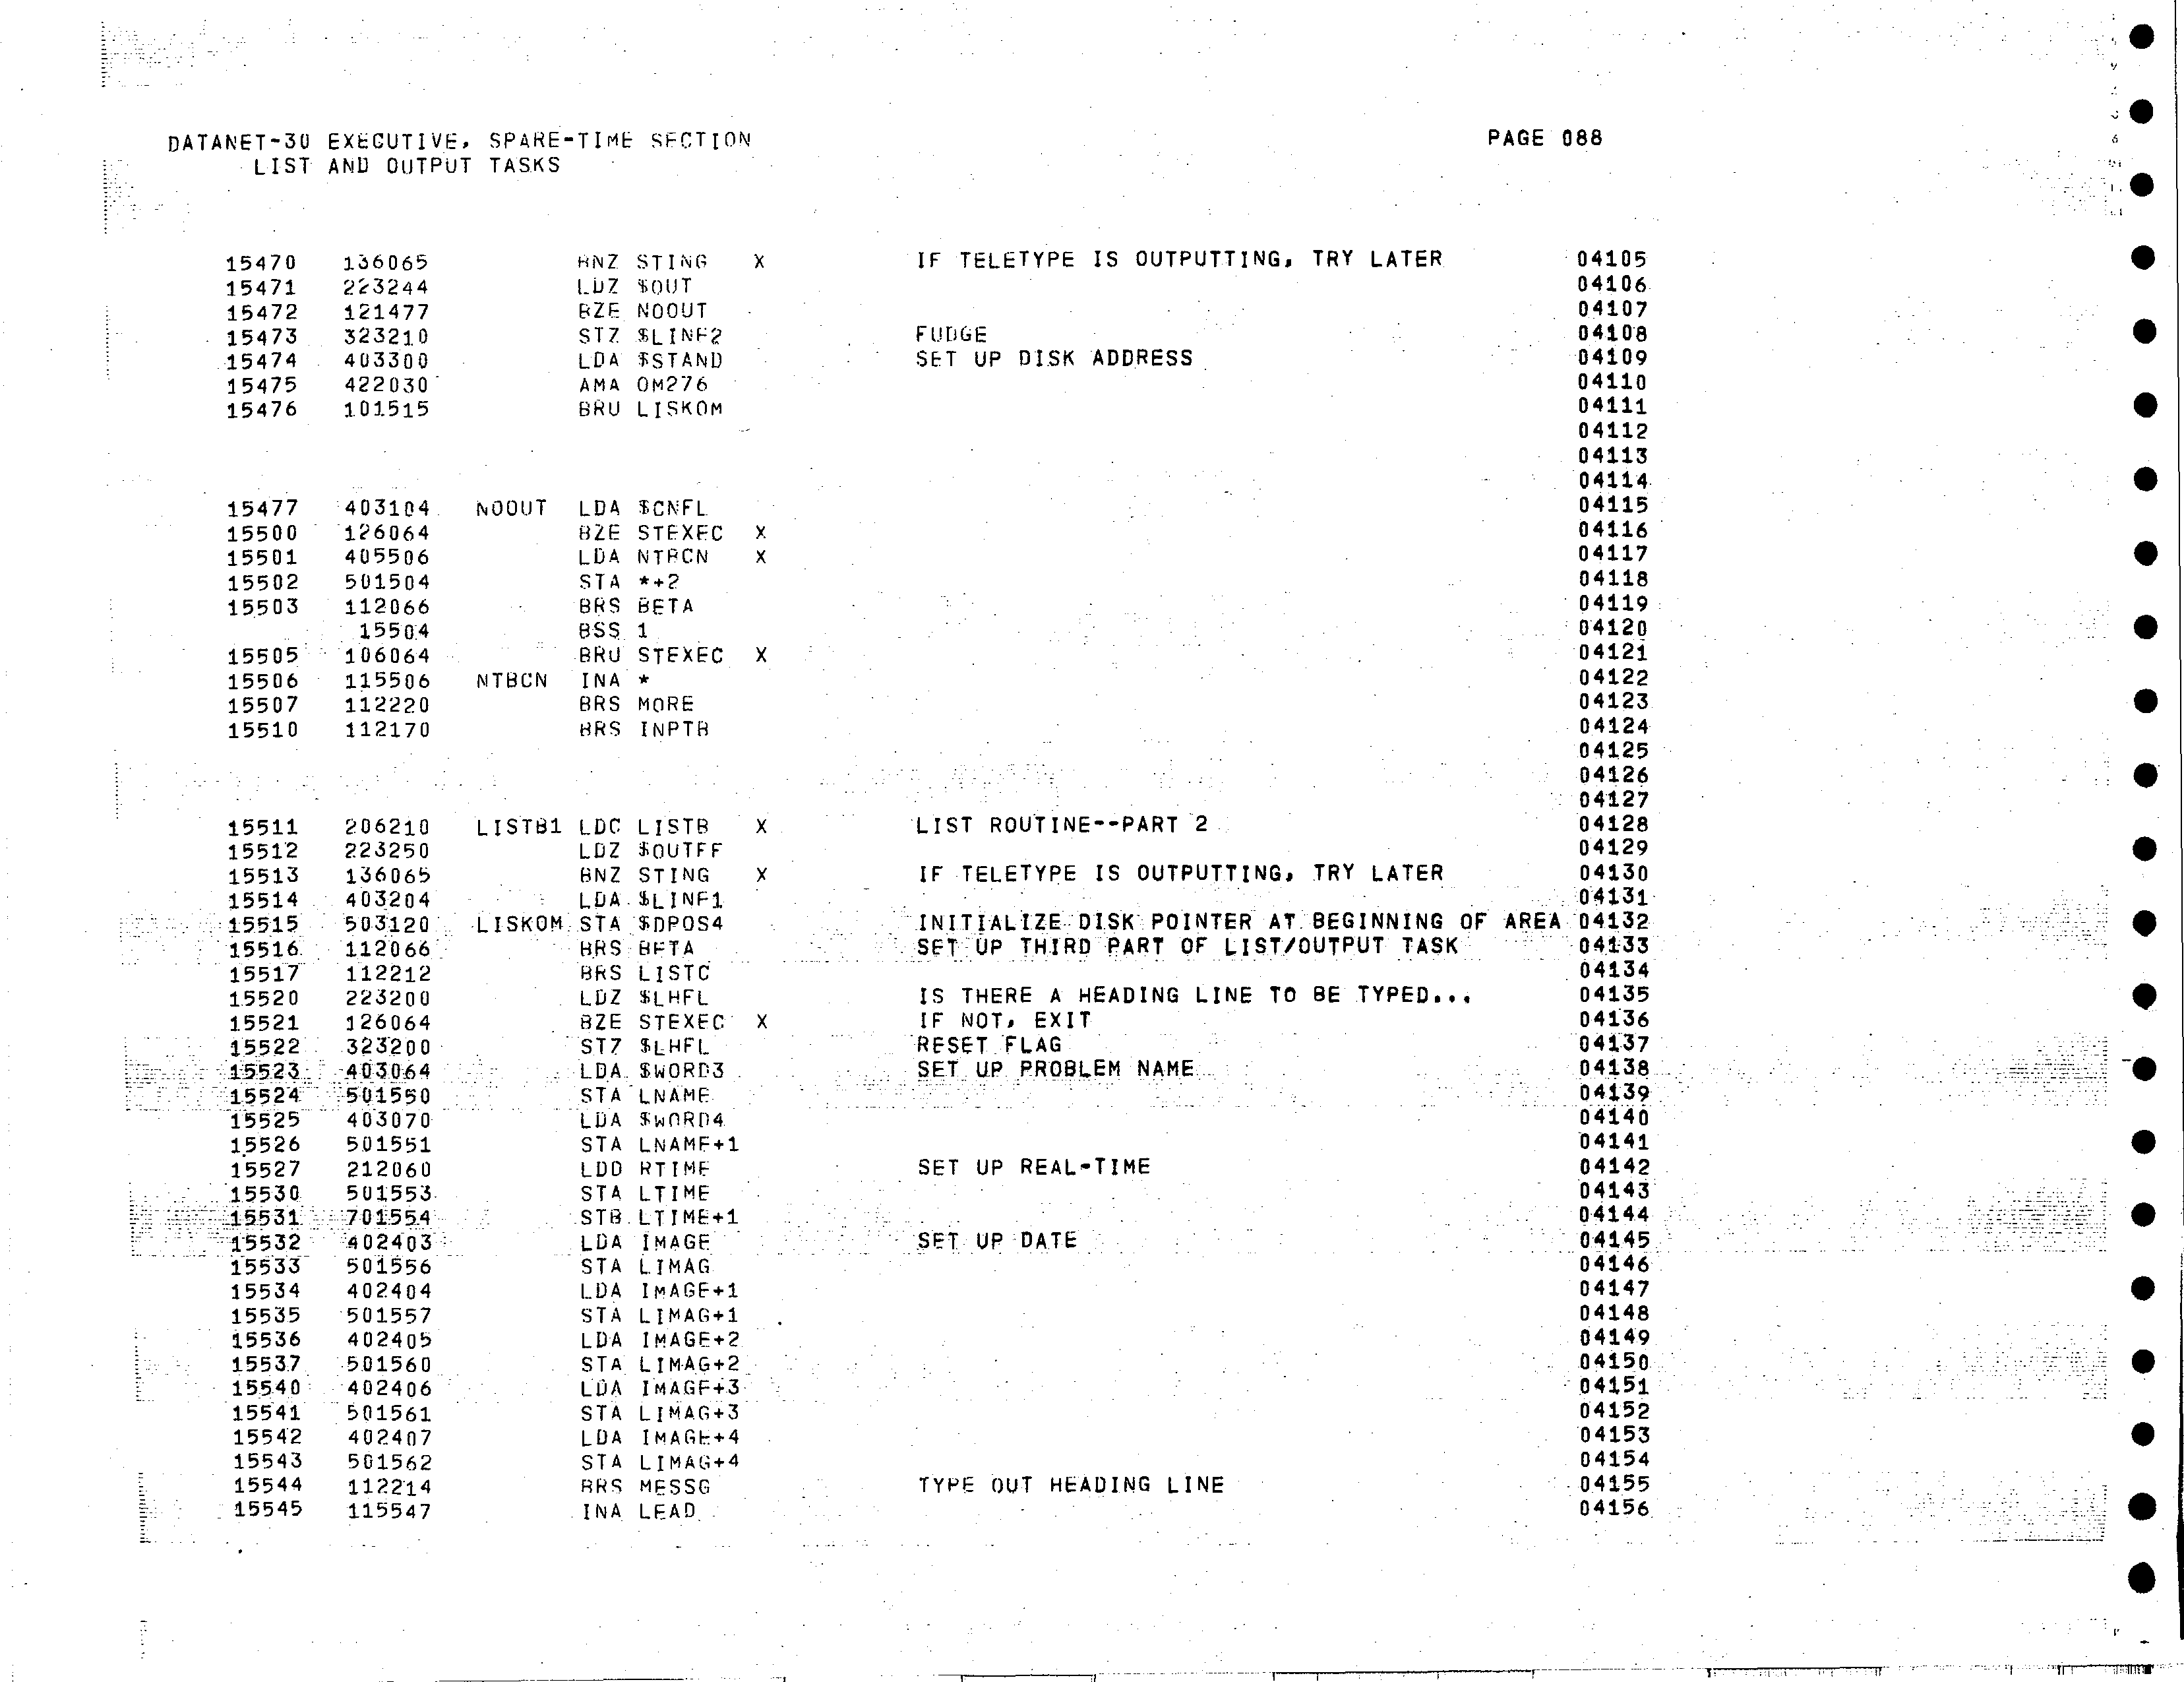 DATANET-30 EXECUTIVE, SPARE-TIME SECTION PAGE 088
LIST AND OUTPUT TASKS
15470 136065 BNZ STING X IF TELETYPE IS OUTPUTTING, TRY LATER 04105
15471 223244 LDZ $OUT 04106
15472 121477 BZE NOOUT 04107
15473 323210 STZ $LINE2 FUDGE 04108
15474 403300 LDA $STAND SET UP DISK ADDRESS 04109
15475 422030 AMA OM276 04110
15476 101515 BRU LISKOM 04111
04112
04113
04114
15477 403104 NOOUT LDA $CNFL 04115
15500 126064 BZE STEXEC X 04116
15501 405506 LDA NTBCN X 04117
15502 501504 STA *+2 04118
15503 112066 BRS BETA 04119
15504 BSS 1 04120
15505 106064 BRU STEXEC X 04121
15506 115506 NTBCN INA * 04122
15507 112220 BRS MORE 04123
15510 112170 BRS INPTB 04124
04125
04126
04127
15511 206210 LISTB1 LDC LISTB X LIST ROUTINE--PART 2 04128
15512 223250 LDZ $OUTFF 04129
15513 136065 BNZ STING X IF TELETYPE IS OUTPUTTING, TRY LATER 04130
15514 403204 LDA $LINE1 04131
15515 503120 LISKOM STA $DPOS4 INITIALIZE DISK POINTER AT BEGINNING OF AREA 04132
15516 112066 BRS BETA SET UP THIRD PART OF LIST/OUTPUT TASK 04133
15517 112212 BRS LISTC 04134
15520 223200 LDZ $LHFL IS THERE A HEADING LINE TO BE TYPED... 04135
15521 126064 BZE STEXEC X IF NOT, EXIT 04136
15522 323200 STZ $LHFL RESET FLAG 04137
15523 403064 LDA $WORD3 SET UP PROBLEM NAME 04138
15524 501550 STA LNAME 04139
15525 403070 LDA $WORD4 04140
15526 501551 STA LNAME+1 04141
15527 212060 LDD RTIME SET UP REAL-TIME 04142
15530 501553 STA LTIME 04143
15531 701554 STB LTIME+1 04144
15532 402403 LDA IMAGE SET UP DATE 04145
15533 501556 STA LIMAG 04146
15534 402404 LDA IMAGE+1 04147
15535 501557 STA LIMAG+1 04148
15536 402405 LDA IMAGE+2 04149
15537 501560 STA LIMAG+2 04150
15540 402406 LDA IMAGE+3 04151
15541 501561 STA LIMAG+3 04152
15542 402407 LDA IMAGE+4 04153
15543 501562 STA LIMAG+4 04154
15544 112214 BRS MESSG TYPE OUT HEADING LINE 04155
15545 115547 INA LEAD 04156